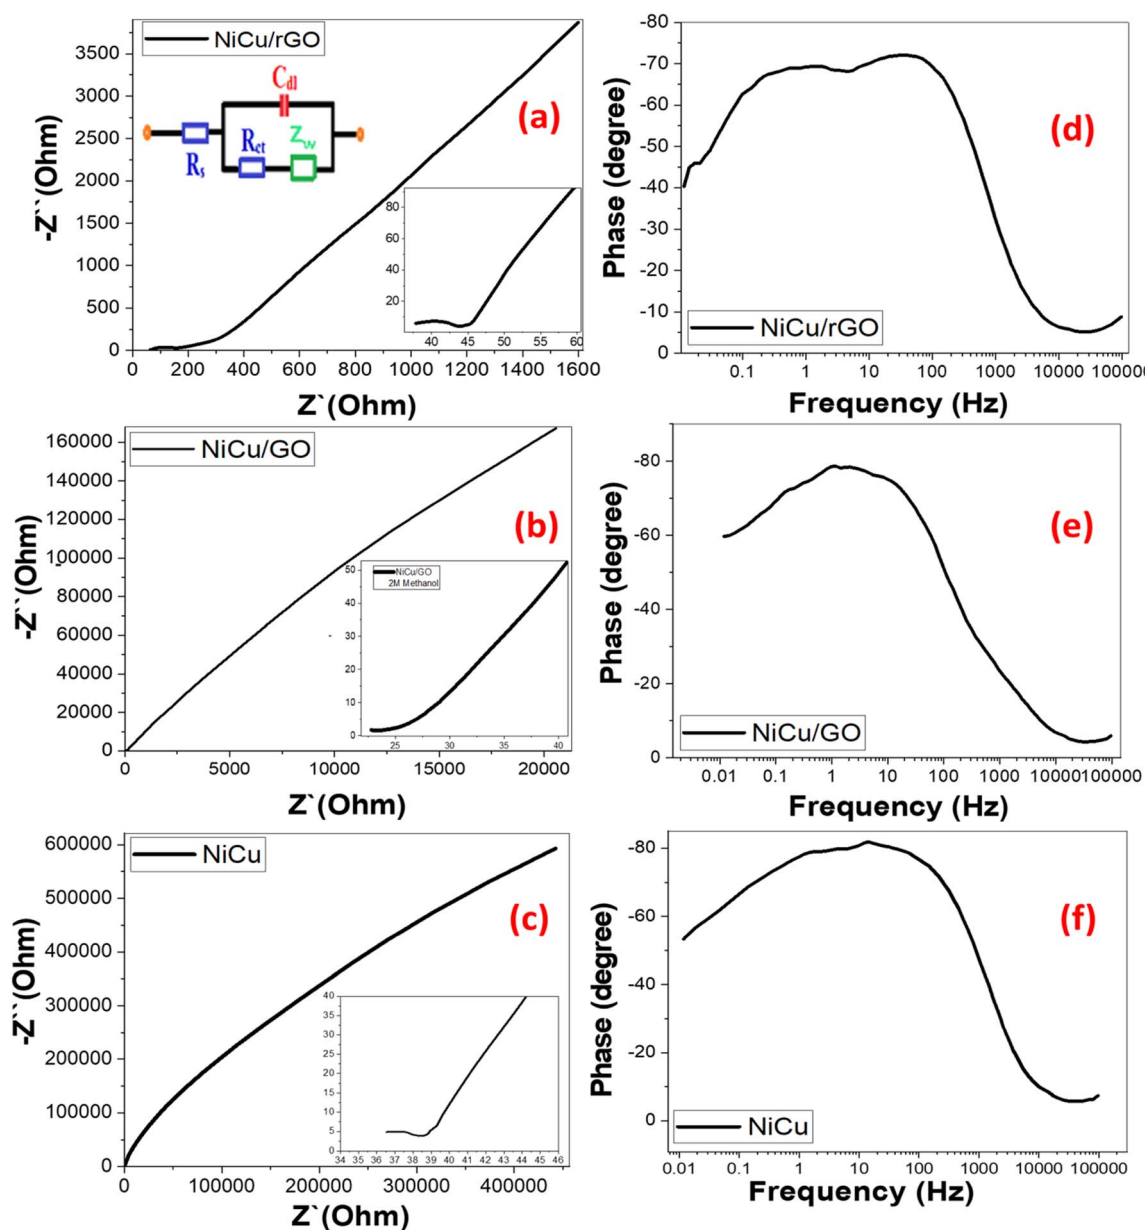 NiCu/rGO
(a)
C_dl
R_s
R_ct
Z_w
-Z``(Ohm)
3500
3000
2500
2000
1500
1000
500
0
80
60
40
20
40 45 50 55 60
0 200 400 600 800 1000 1200 1400 1600
Z`(Ohm)
(d)
Phase (degree)
-80
-70
-60
-50
-40
-30
-20
-10
0
NiCu/rGO
0.1 1 10 100 1000 10000 100000
Frequency (Hz)
NiCu/GO
(b)
-Z``(Ohm)
160000
140000
120000
100000
80000
60000
40000
20000
0
NiCu/GO
2M Methanol
50
40
30
20
10
0
25 30 35 40
0 5000 10000 15000 20000
Z`(Ohm)
(e)
Phase (degree)
-80
-60
-40
-20
0
NiCu/GO
0.01 0.1 1 10 100 1000 10000 100000
Frequency (Hz)
NiCu
(c)
-Z``(Ohm)
600000
500000
400000
300000
200000
100000
0
40
35
30
25
20
15
10
5
0
34 35 36 37 38 39 40 41 42 43 44 45 46
0 100000 200000 300000 400000
Z`(Ohm)
(f)
Phase (degree)
-80
-60
-40
-20
0
NiCu
0.01 0.1 1 10 100 1000 10000 100000
Frequency (Hz)